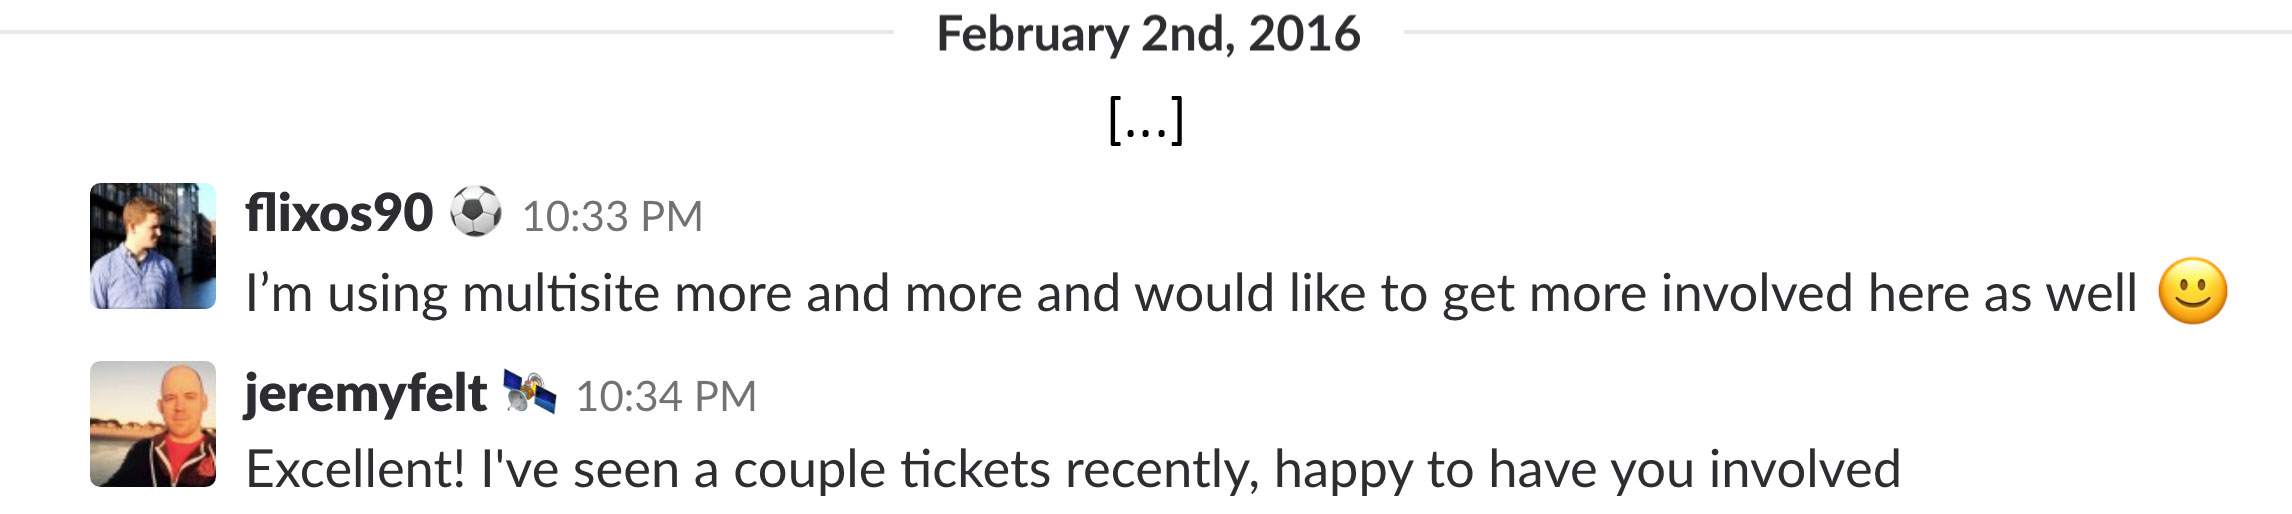 February 2nd, 2016
[...]
flixos90 ⚽ 10:33 PM
I’m using multisite more and more and would like to get more involved here as well 🙂
jeremyfelt 🛰 10:34 PM
Excellent! I've seen a couple tickets recently, happy to have you involved